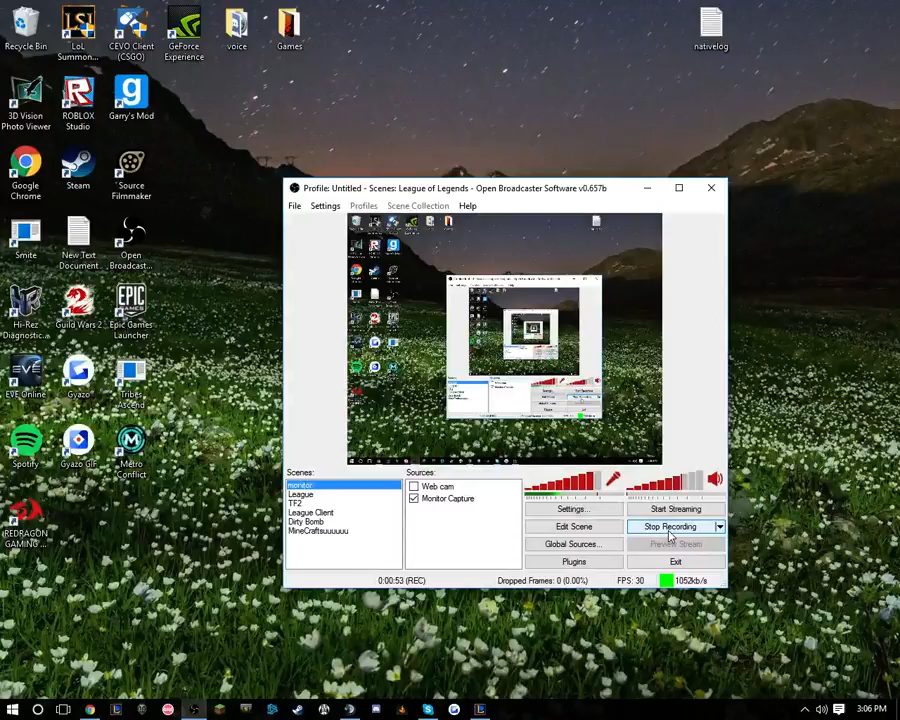 Recycle Bin
LoL Summon...
CEVO Client (CSGO)
GeForce Experience
voice
Games
nativelog
3D Vision Photo Viewer
ROBLOX Studio
Garry's Mod
Google Chrome
Steam
Source Filmmaker
Smite
New Text Document
Open Broadcast...
Hi-Rez Diagnostic...
Guild Wars 2
Epic Games Launcher
EVE Online
Gyazo
Tribes Ascend
Spotify
Gyazo GIF
Metro Conflict
REDRAGON GAMING ...
Profile: Untitled - Scenes: League of Legends - Open Broadcaster Software v0.657b
File Settings Profiles Scene Collection Help
Scenes:
monitor
League
TF2
League Client
Dirty Bomb
MineCraftsuuuuuu
Sources:
Web cam
Monitor Capture
Settings...
Start Streaming
Edit Scene
Stop Recording
Global Sources...
Preview Stream
Plugins
Exit
0:00:53 (REC)
Dropped Frames: 0 (0.00%)
FPS: 30
1052kb/s
3:06 PM